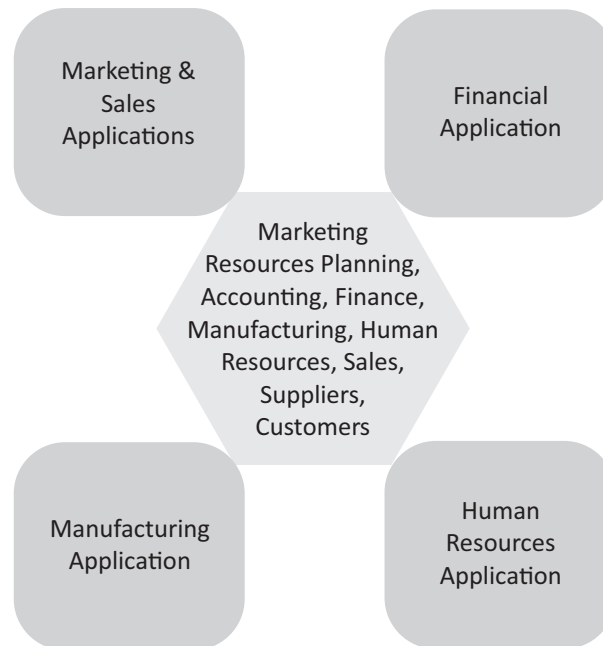 Marketing &
Sales
Applications
Financial
Application
Marketing
Resources Planning,
Accounting, Finance,
Manufacturing, Human
Resources, Sales,
Suppliers,
Customers
Manufacturing
Application
Human
Resources
Application